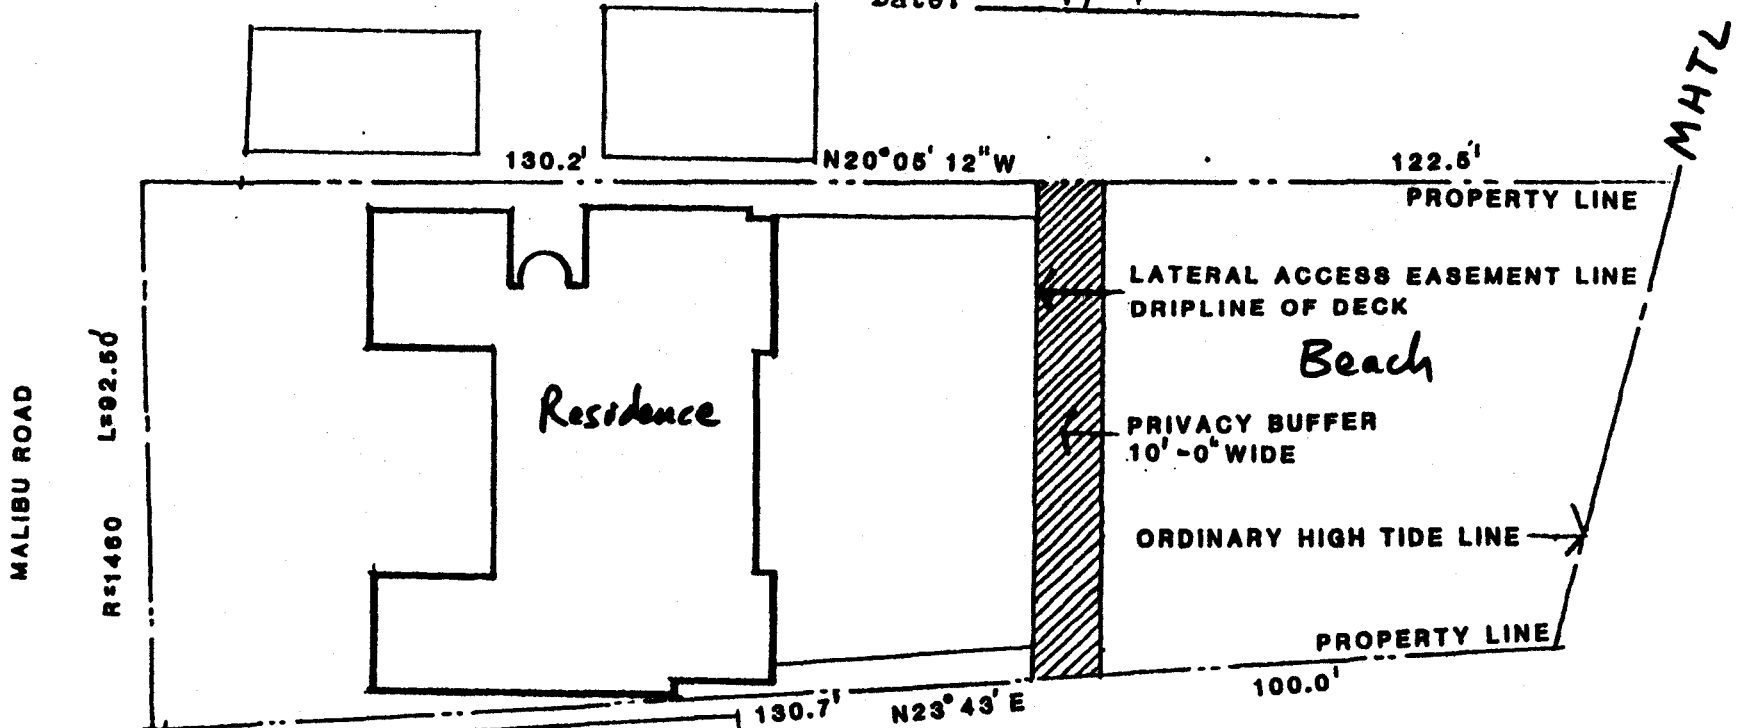 Date:
MHTL
130.2'
N20°05' 12"W
122.5'
PROPERTY LINE
LATERAL ACCESS EASEMENT LINE
DRIPLINE OF DECK
Beach
Residence
PRIVACY BUFFER
10'-0" WIDE
MALIBU ROAD
R=1460 L=92.50'
ORDINARY HIGH TIDE LINE
PROPERTY LINE
100.0'
130.7'
N23°43' E